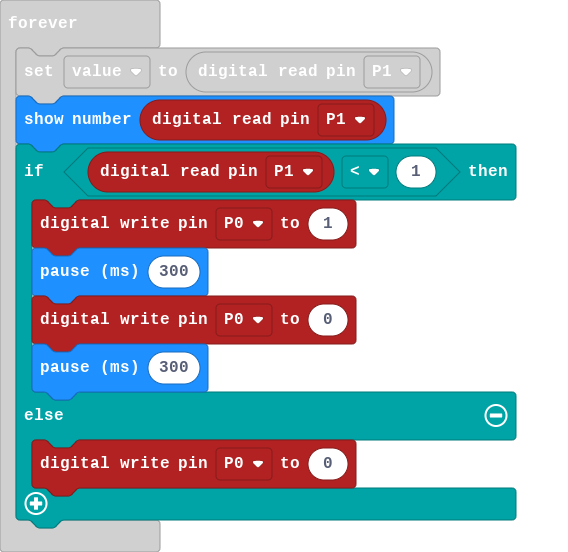 forever
set value to digital read pin P1
show number digital read pin P1
if digital read pin P1 < 1 then
digital write pin P0 to 1
pause (ms) 300
digital write pin P0 to 0
pause (ms) 300
else
digital write pin P0 to 0